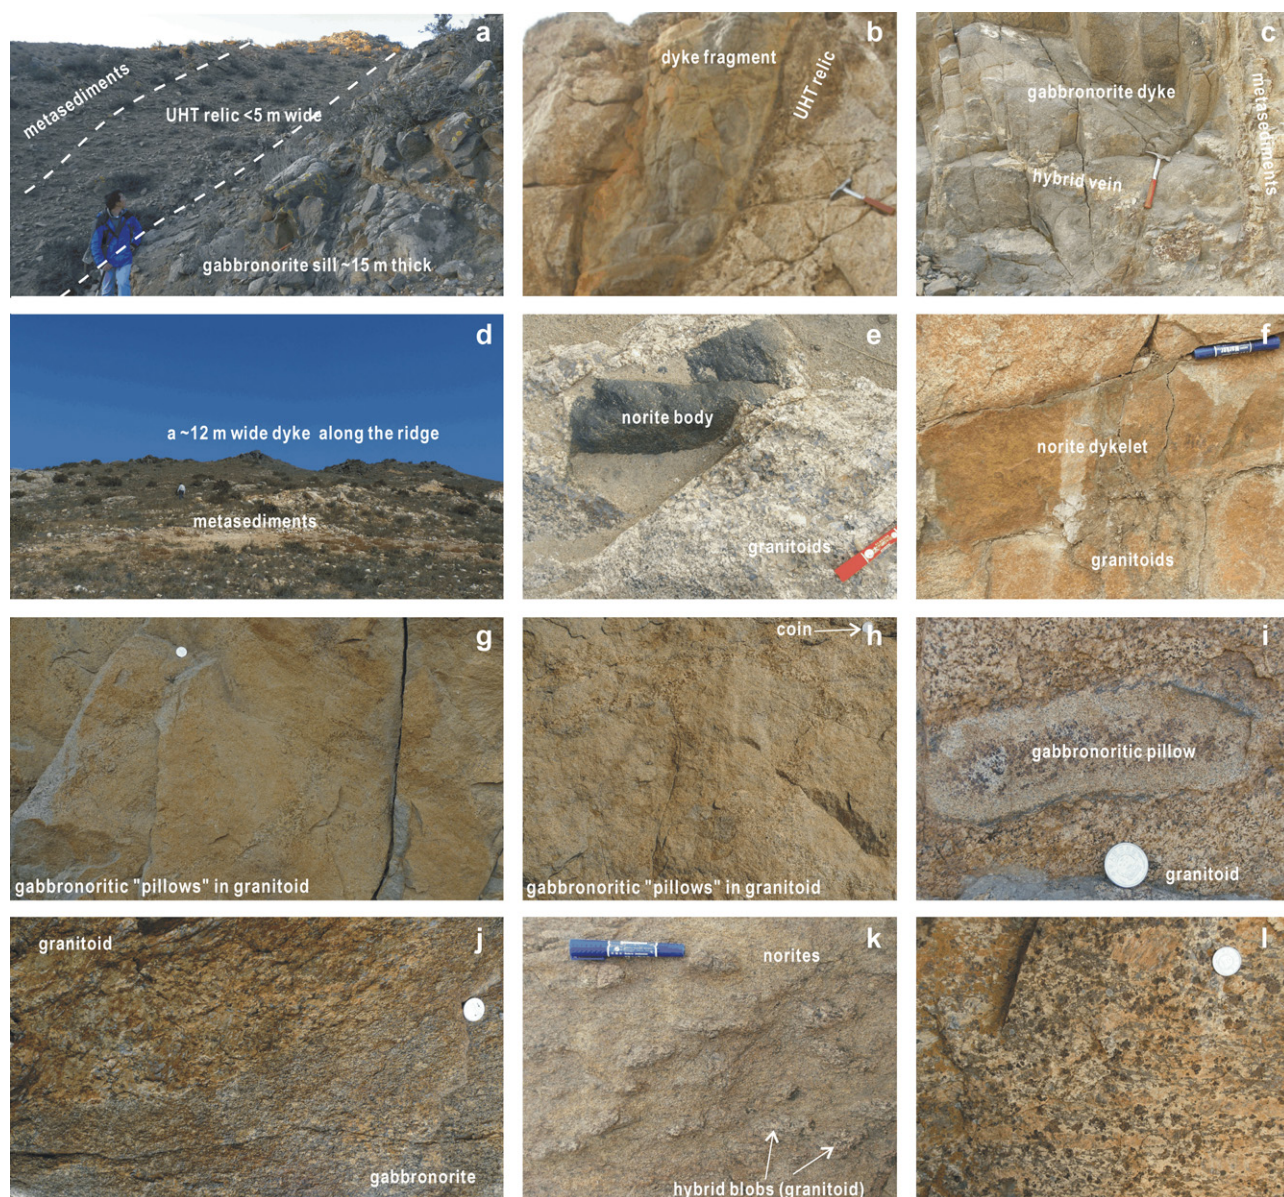 a
metasediments
UHT relic <5 m wide
gabbronorite sill ~15 m thick
b
dyke fragment
UHT relic
c
gabbronorite dyke
metasediments
hybrid vein
d
a ~12 m wide dyke along the ridge
metasediments
e
norite body
granitoids
f
norite dykelet
granitoids
g
gabbronoritic "pillows" in granitoid
h
coin
gabbronoritic "pillows" in granitoid
i
gabbronoritic pillow
granitoid
j
granitoid
gabbronorite
k
norites
hybrid blobs (granitoid)
l